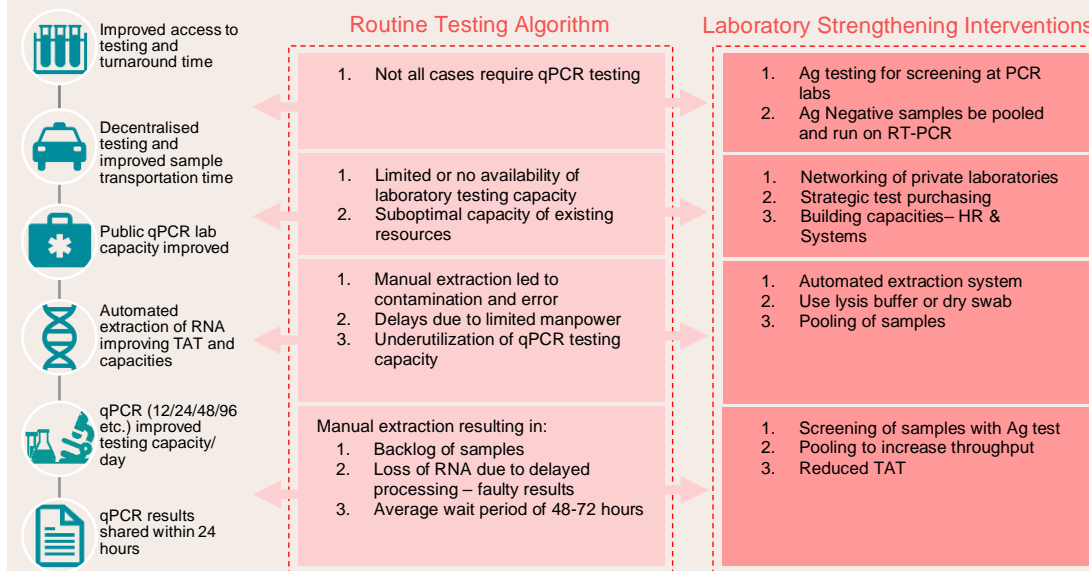 Improved access to
testing and
turnaround time
Decentralised
testing and
improved sample
transportation time
Public qPCR lab
capacity improved
Automated
extraction of RNA
improving TAT and
capacities
qPCR (12/24/48/96
etc.) improved
testing capacity/
day
qPCR results
shared within 24
hours
Routine Testing Algorithm
1. Not all cases require qPCR testing
1. Limited or no availability of
laboratory testing capacity
2. Suboptimal capacity of existing
resources
1. Manual extraction led to
contamination and error
2. Delays due to limited manpower
3. Underutilization of qPCR testing
capacity
Manual extraction resulting in:
1. Backlog of samples
2. Loss of RNA due to delayed
processing – faulty results
3. Average wait period of 48-72 hours
Laboratory Strengthening Interventions
1. Ag testing for screening at PCR
labs
2. Ag Negative samples be pooled
and run on RT-PCR
1. Networking of private laboratories
2. Strategic test purchasing
3. Building capacities– HR &
Systems
1. Automated extraction system
2. Use lysis buffer or dry swab
3. Pooling of samples
1. Screening of samples with Ag test
2. Pooling to increase throughput
3. Reduced TAT